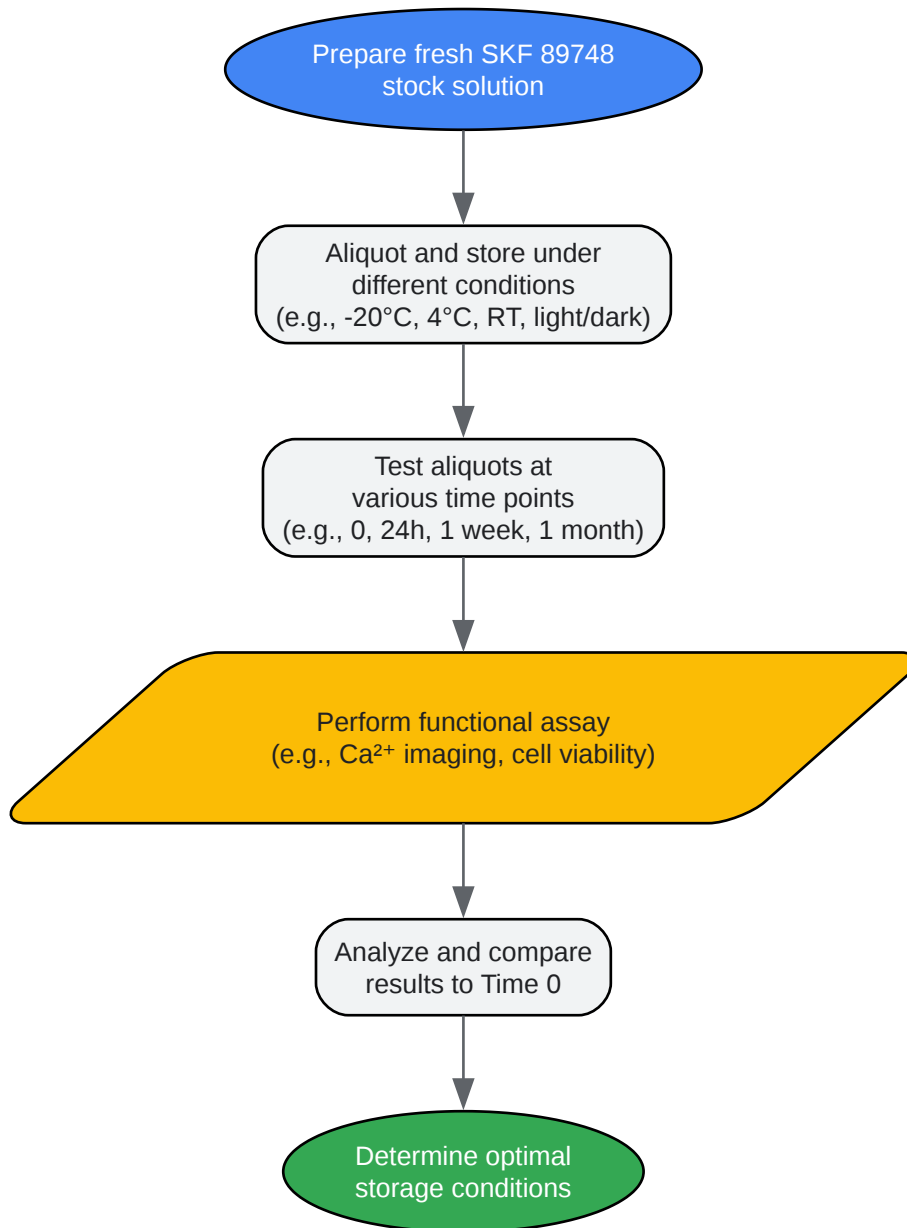 Prepare fresh SKF 89748
stock solution
Aliquot and store under
different conditions
(e.g., -20°C, 4°C, RT, light/dark)
Test aliquots at
various time points
(e.g., 0, 24h, 1 week, 1 month)
Perform functional assay
(e.g., Ca²⁺ imaging, cell viability)
Analyze and compare
results to Time 0
Determine optimal
storage conditions